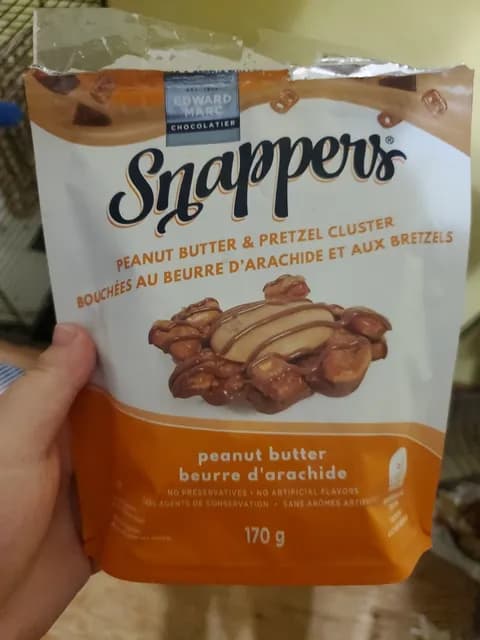 EDWARD
MARC
CHOCOLATIER
Snappers®
PEANUT BUTTER & PRETZEL CLUSTER
BOUCHÉES AU BEURRE D'ARACHIDE ET AUX BRETZELS
peanut butter
beurre d'arachide
NO PRESERVATIVES • NO ARTIFICIAL FLAVORS
AGENTS DE CONSERVATION • SANS ARÔMES
170 g